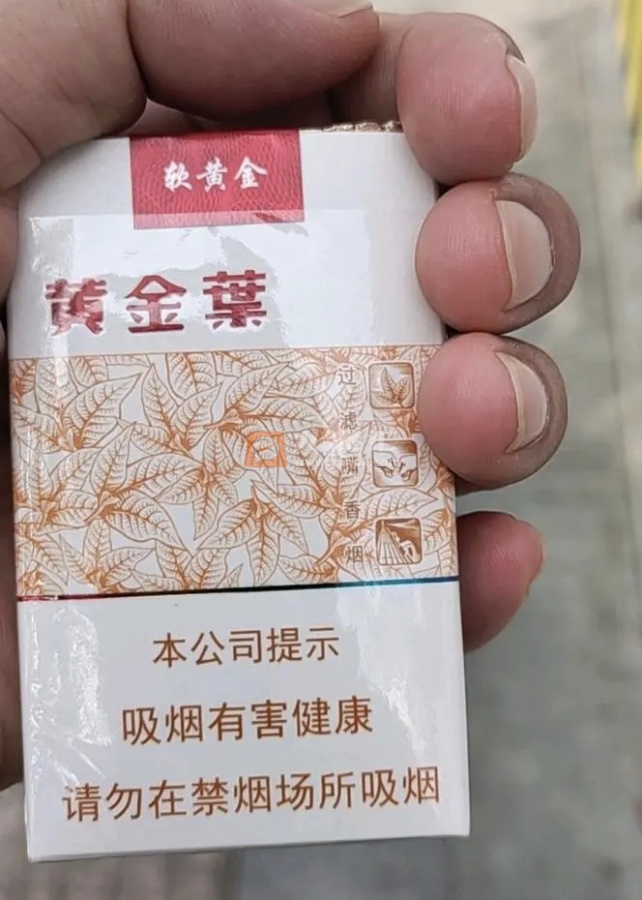 软黄金
黄金葉
过滤嘴香烟
本公司提示
吸烟有害健康
请勿在禁烟场所吸烟